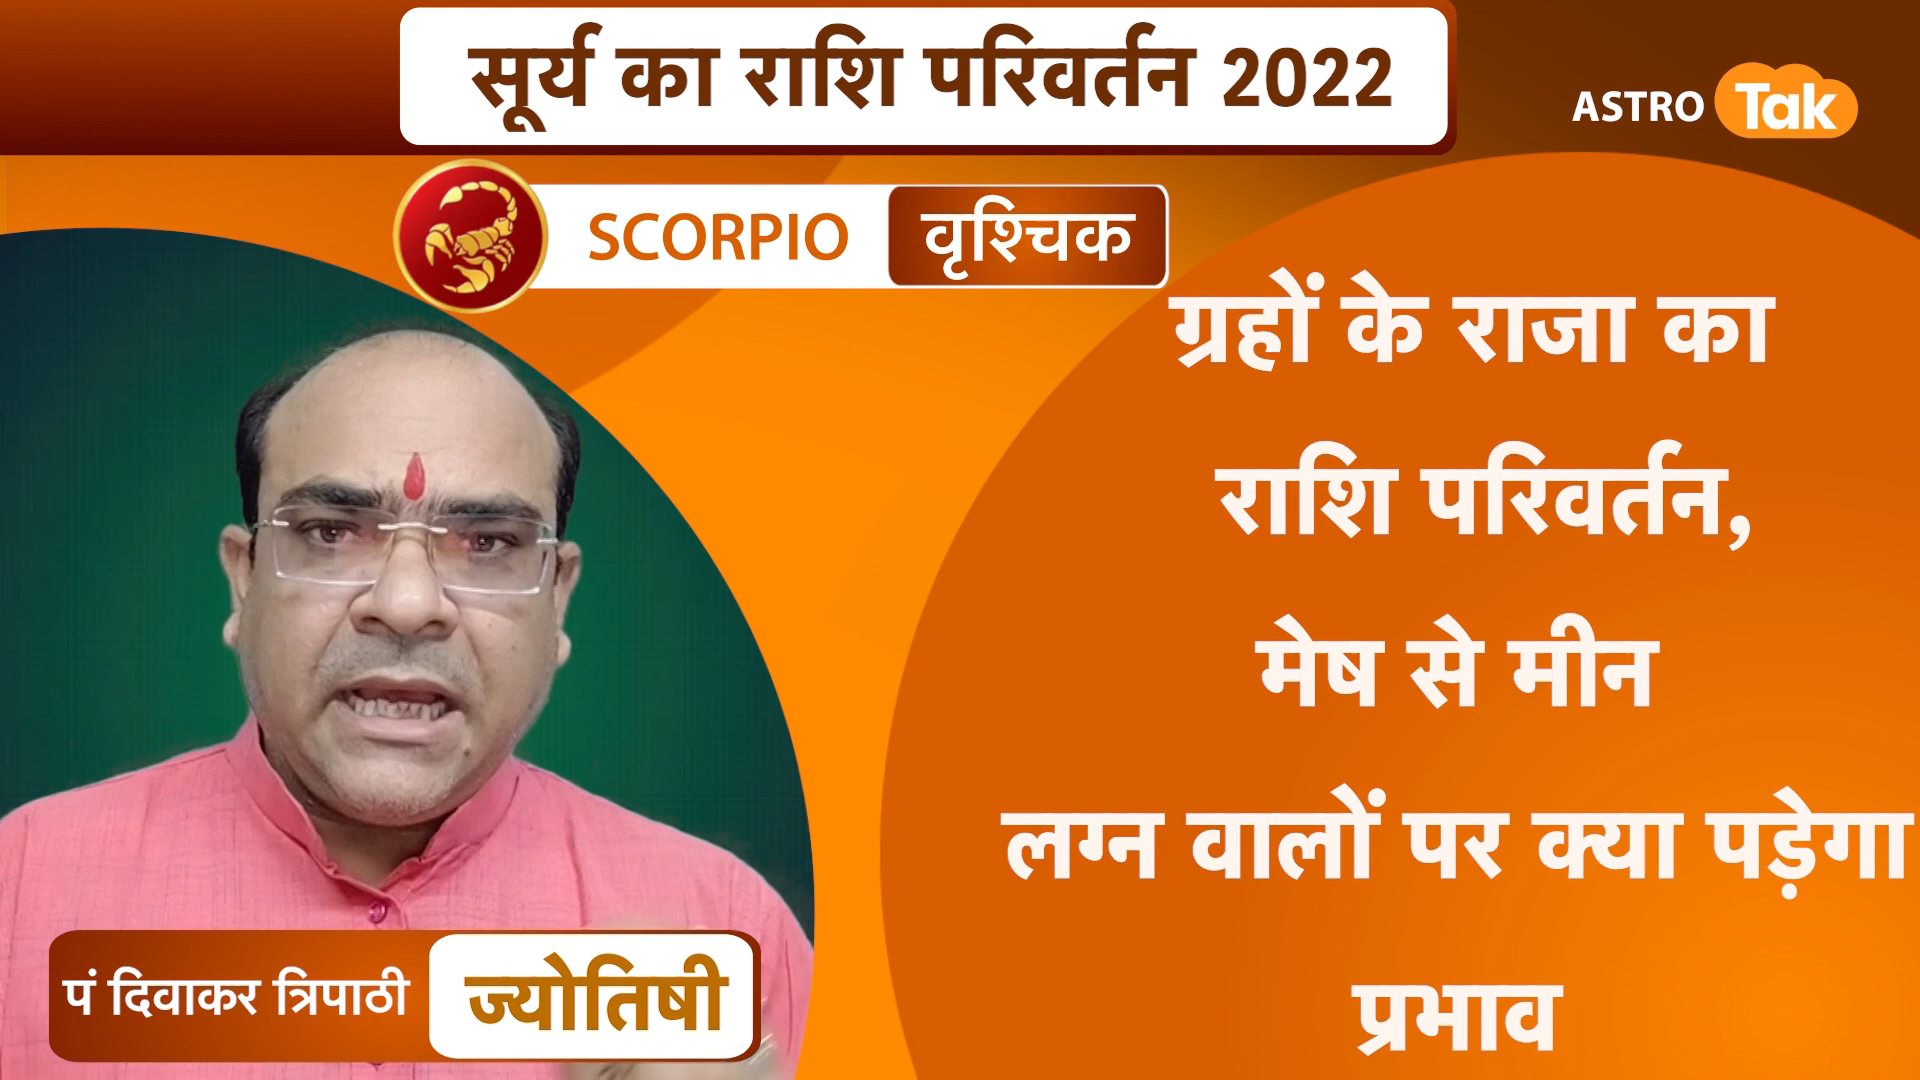 सूर्य का राशि परिवर्तन 2022
ASTRO Tak
SCORPIO वृश्चिक
ग्रहों के राजा का
राशि परिवर्तन,
मेष से मीन
लग्न वालों पर क्या पड़ेगा
प्रभाव
पं दिवाकर त्रिपाठी ज्योतिषी